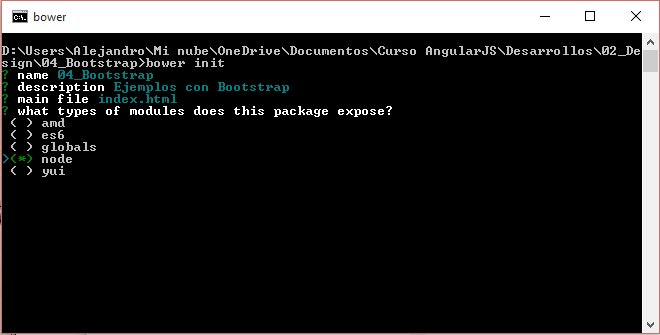 bower
D:\Users\Alejandro\Mi nube\OneDrive\Documentos\Curso AngularJS\Desarrollos\02_De
sign\04_Bootstrap>bower init
? name 04_Bootstrap
? description Ejemplos con Bootstrap
? main file index.html
? what types of modules does this package expose?
( ) amd
( ) es6
( ) globals
>(*) node
( ) yui